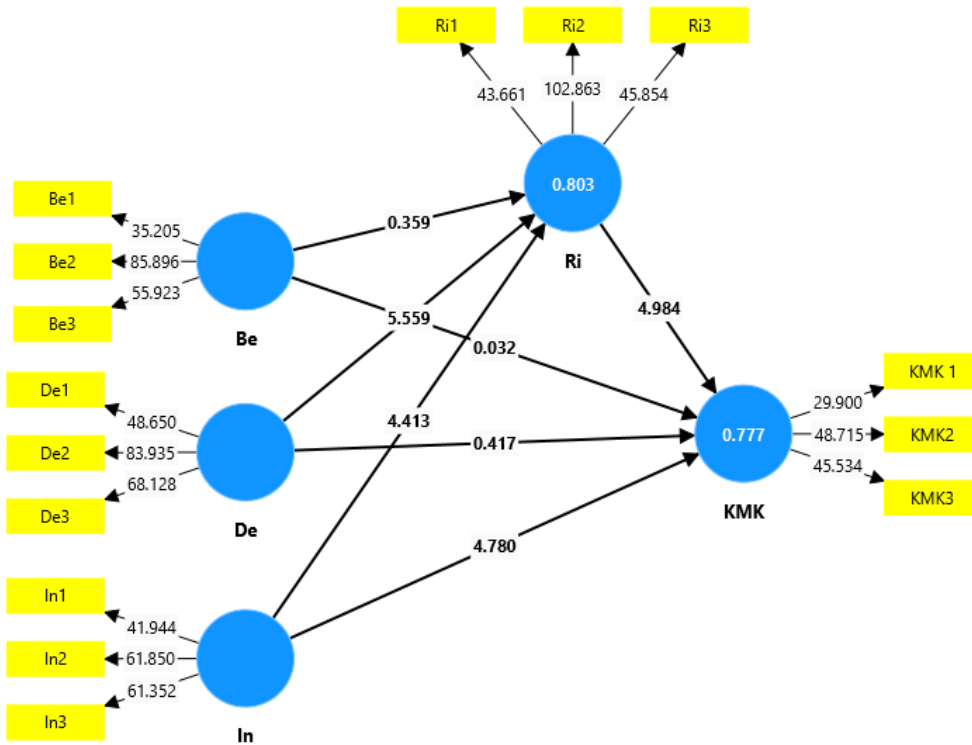 Ri1
Ri2
Ri3
43.661
102.863
45.854
0.803
Ri
Be1
35.205
Be2
85.896
Be3
55.923
Be
0.359
5.559
0.032
4.984
De1
48.650
De2
83.935
De3
68.128
De
4.413
0.417
4.780
0.777
KMK
KMK 1
29.900
KMK2
48.715
KMK3
45.534
In1
41.944
In2
61.850
In3
61.352
In